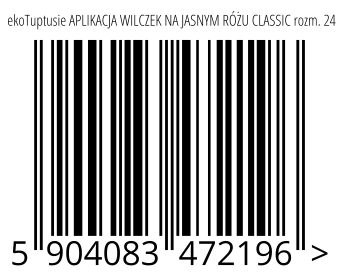 ekoTuptusie APLIKACJA WILCZEK NA JASNYM RÓŻU CLASSIC rozm. 24
5 904083 472196 >